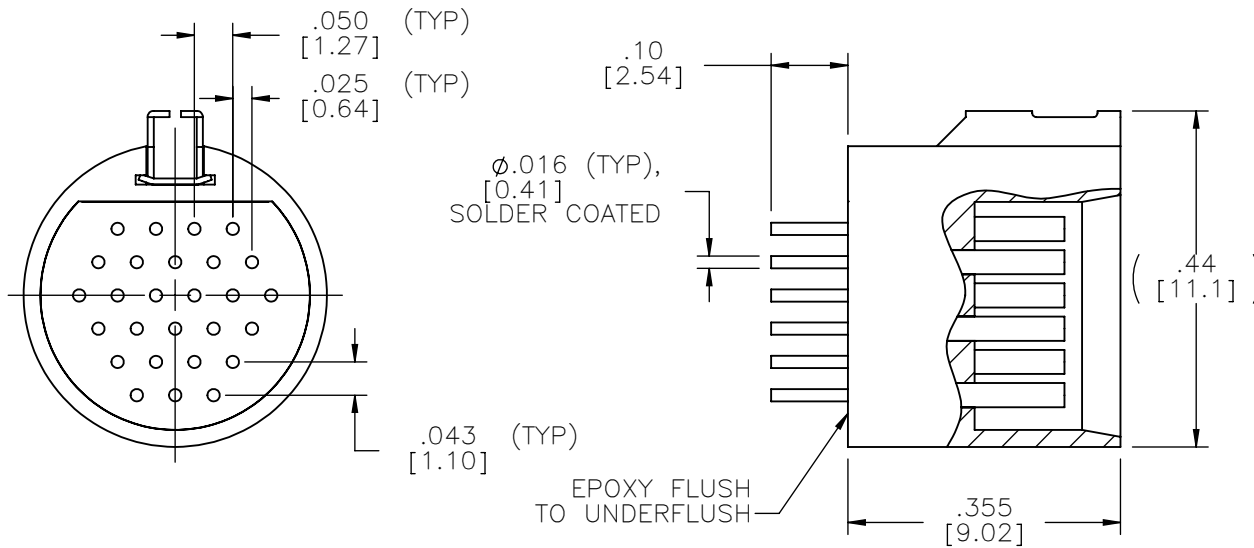 .050 (TYP)
[1.27]
.025 (TYP)
[0.64]
.10
[2.54]
Ø.016 (TYP),
[0.41]
SOLDER COATED
( .44 )
[11.1]
.043 (TYP)
[1.10]
EPOXY FLUSH
TO UNDERFLUSH
.355
[9.02]